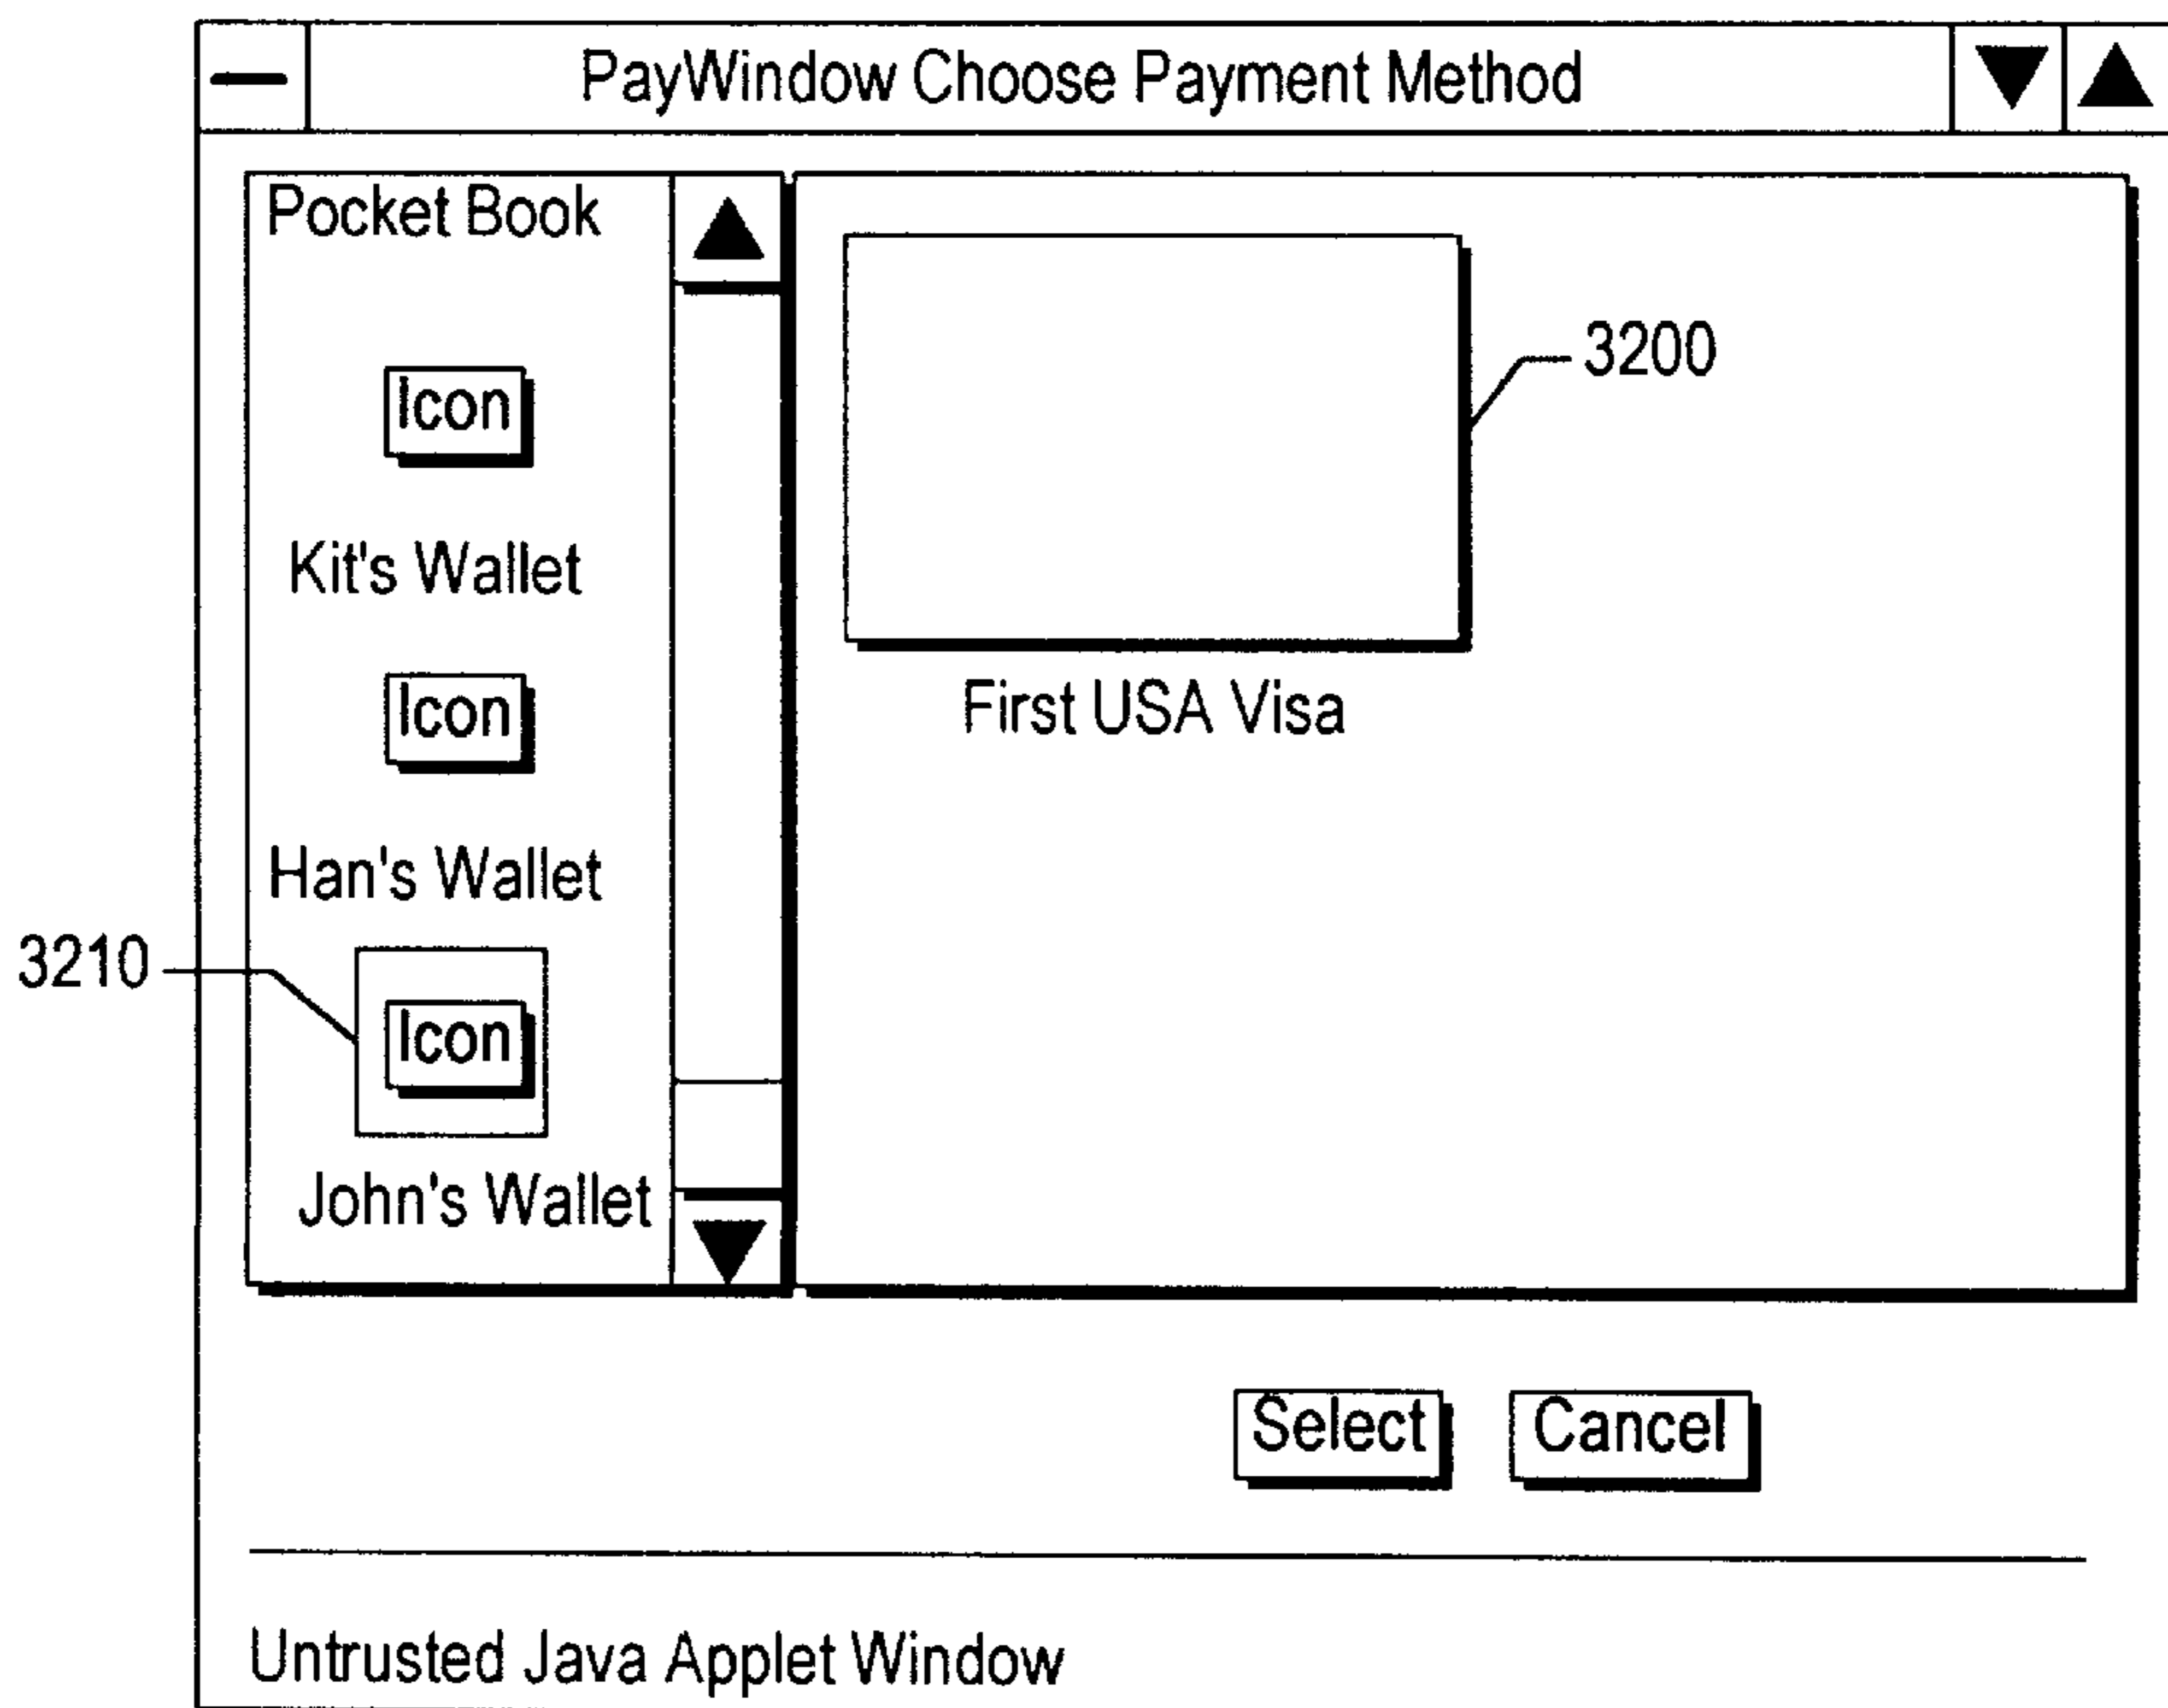 PayWindow Choose Payment Method
Pocket Book
Icon
Kit's Wallet
Icon
Han's Wallet
3210
Icon
John's Wallet
3200
First USA Visa
Select
Cancel
Untrusted Java Applet Window